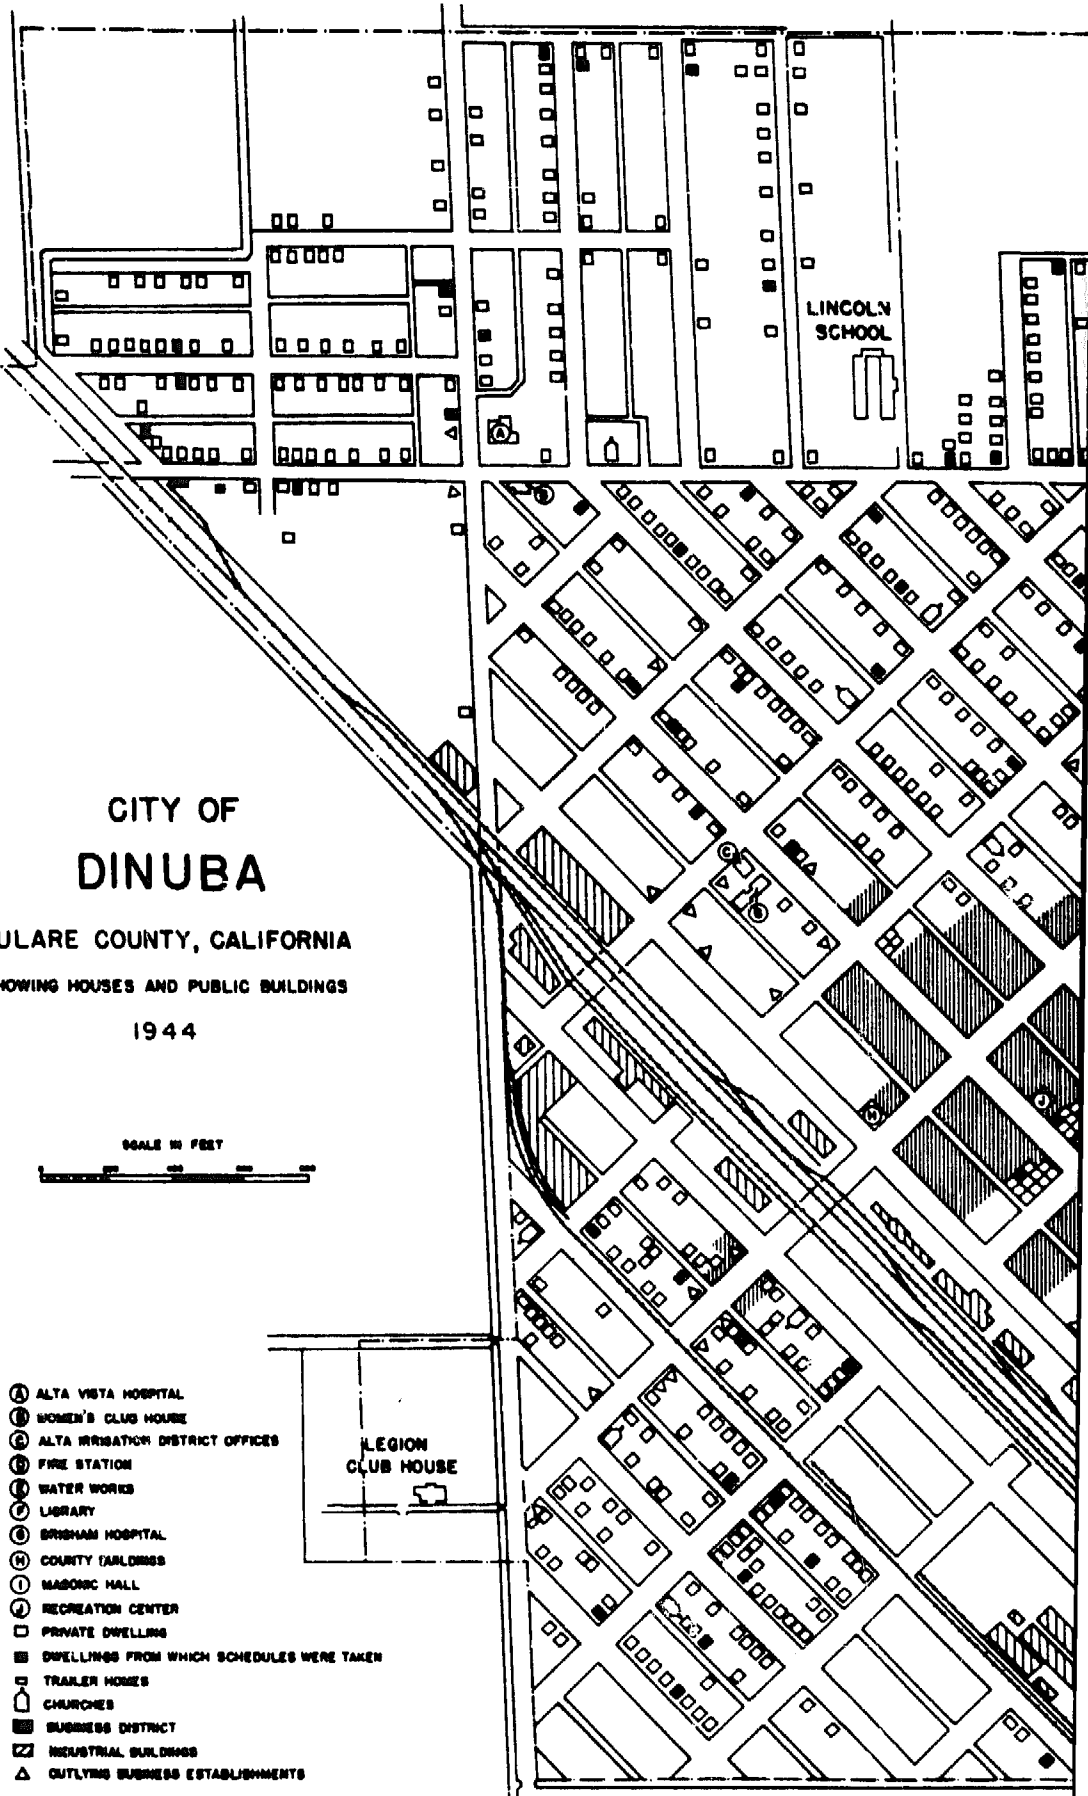 LINCOLN
SCHOOL
CITY OF
DINUBA
ULARE COUNTY, CALIFORNIA
HOWING HOUSES AND PUBLIC BUILDINGS
1944
SCALE IN FEET
A ALTA VISTA HOSPITAL
B WOMEN'S CLUB HOUSE
C ALTA IRRIGATION DISTRICT OFFICES
D FIRE STATION
E WATER WORKS
F LIBRARY
G BRIGHAM HOSPITAL
H COUNTY BUILDINGS
I MASONIC HALL
J RECREATION CENTER
PRIVATE DWELLING
DWELLINGS FROM WHICH SCHEDULES WERE TAKEN
TRAILER HOMES
CHURCHES
BUSINESS DISTRICT
INDUSTRIAL BUILDINGS
OUTLYING BUSINESS ESTABLISHMENTS
LEGION
CLUB HOUSE
A
C
H
J